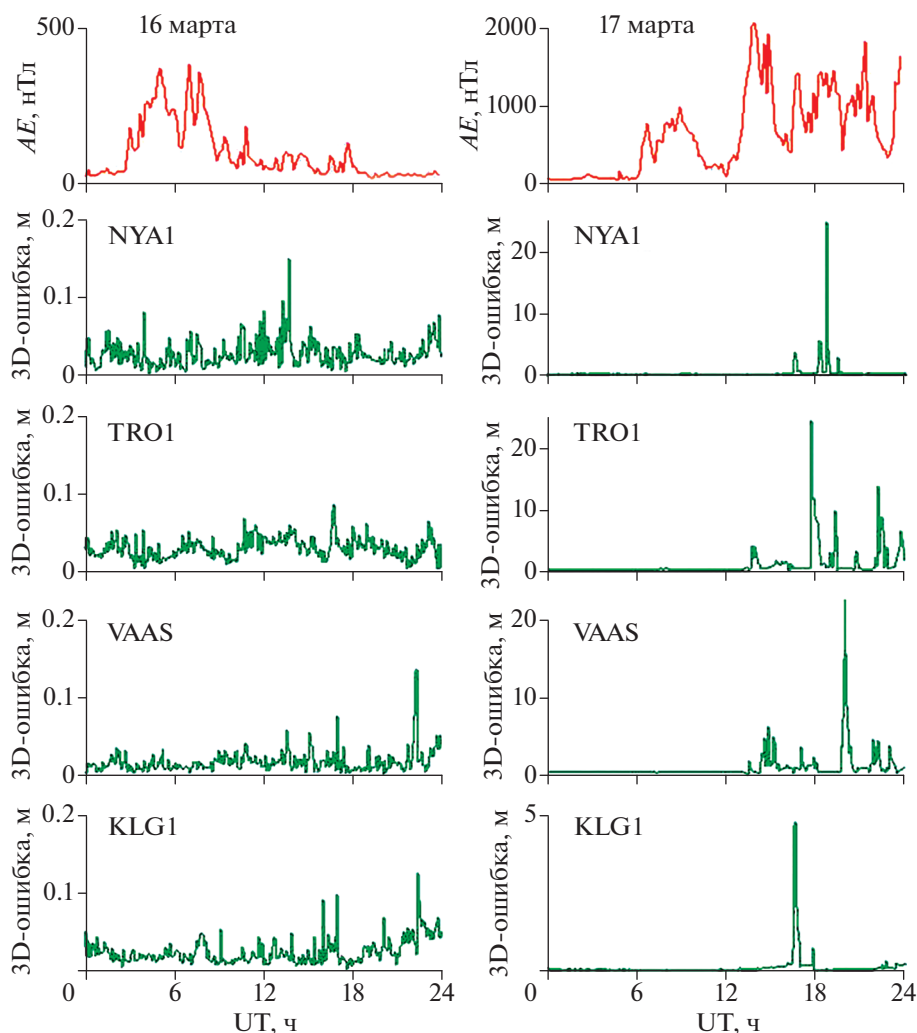 16 марта
17 марта
500
0
AE, нТл
2000
1000
0
AE, нТл
0.2
0.1
0
3D-ошибка, м
NYA1
20
10
0
3D-ошибка, м
NYA1
0.2
0.1
0
3D-ошибка, м
TRO1
20
10
0
3D-ошибка, м
TRO1
0.2
0.1
0
3D-ошибка, м
VAAS
20
10
0
3D-ошибка, м
VAAS
0.2
0.1
3D-ошибка, м
KLG1
5
0
3D-ошибка, м
KLG1
0 6 12 18 24
UT, ч
6 12 18 24
UT, ч